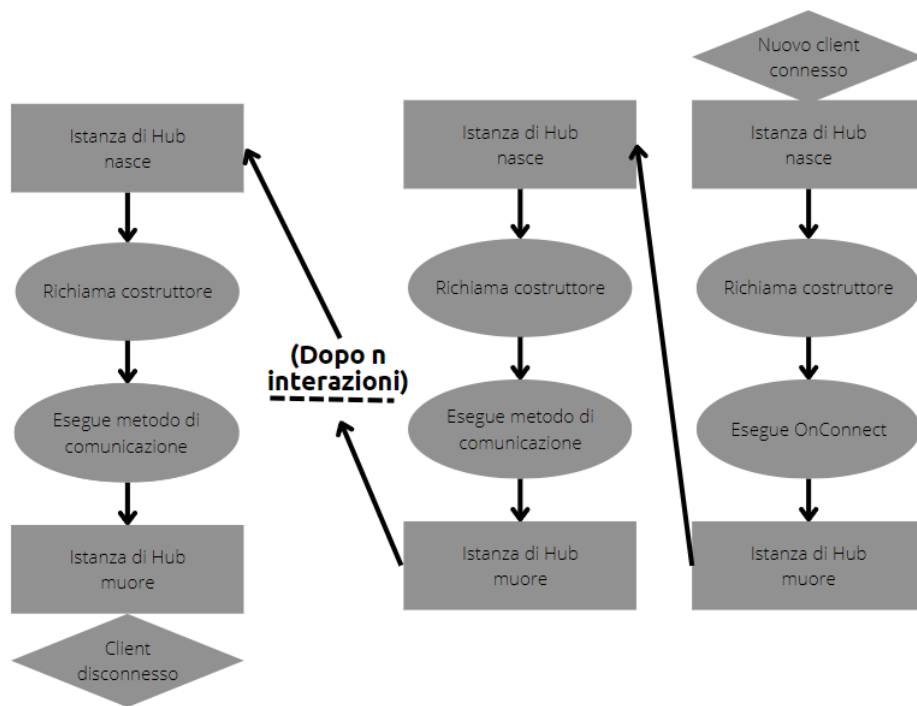 Nuovo client
connesso
Istanza di Hub
nasce
Richiama costruttore
Esegue OnConnect
Istanza di Hub
muore
Istanza di Hub
nasce
Richiama costruttore
Esegue metodo di
comunicazione
Istanza di Hub
muore
(Dopo n
interazioni)
Istanza di Hub
nasce
Richiama costruttore
Esegue metodo di
comunicazione
Istanza di Hub
muore
Client
disconnesso